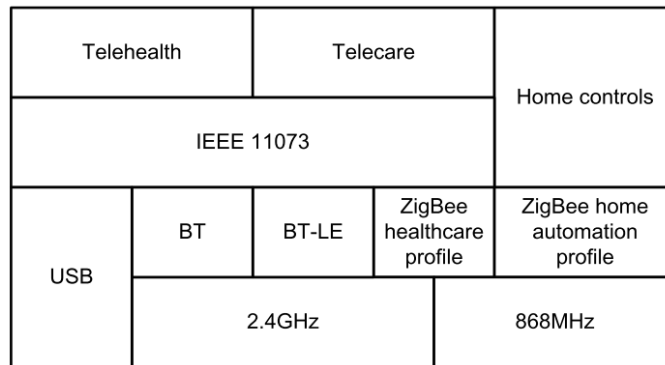 Telehealth
Telecare
Home controls
IEEE 11073
USB
BT
BT-LE
ZigBee
healthcare
profile
ZigBee home
automation
profile
2.4GHz
868MHz